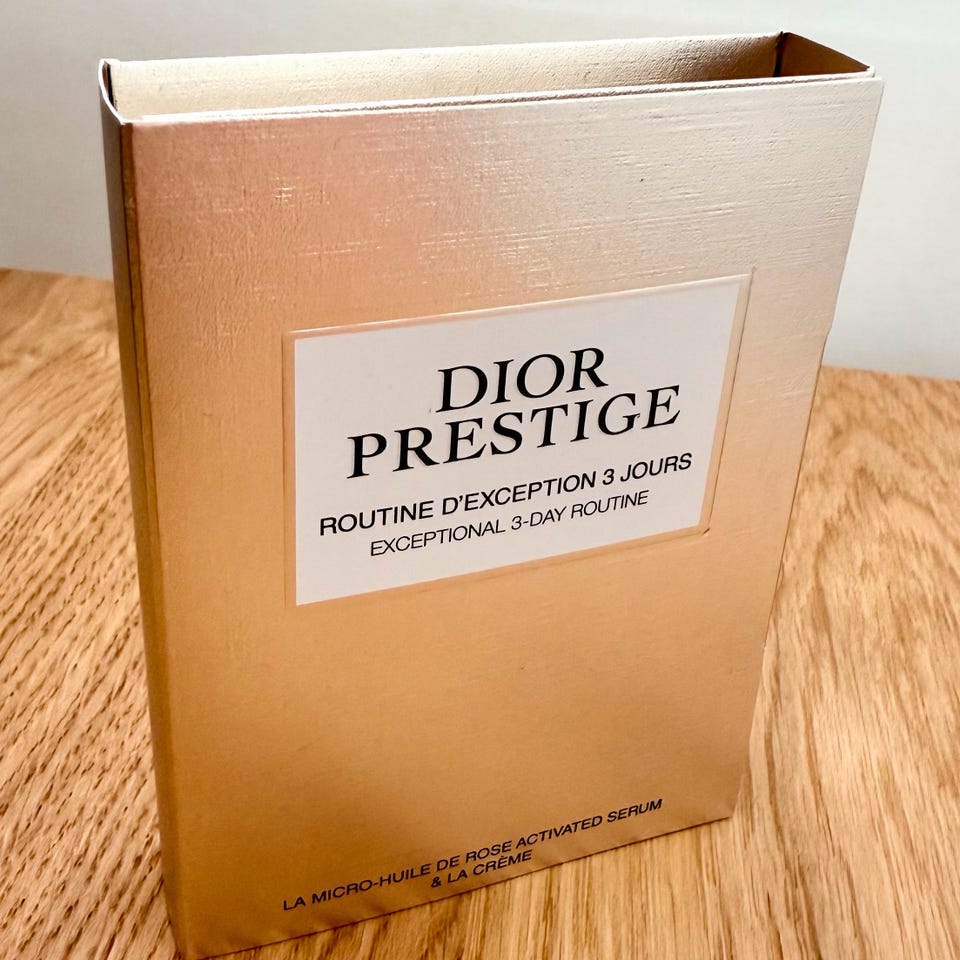 DIOR
PRESTIGE
ROUTINE D'EXCEPTION 3 JOURS
EXCEPTIONAL 3-DAY ROUTINE
LA MICRO-HUILE DE ROSE ACTIVATED SERUM
& LA CRÈME